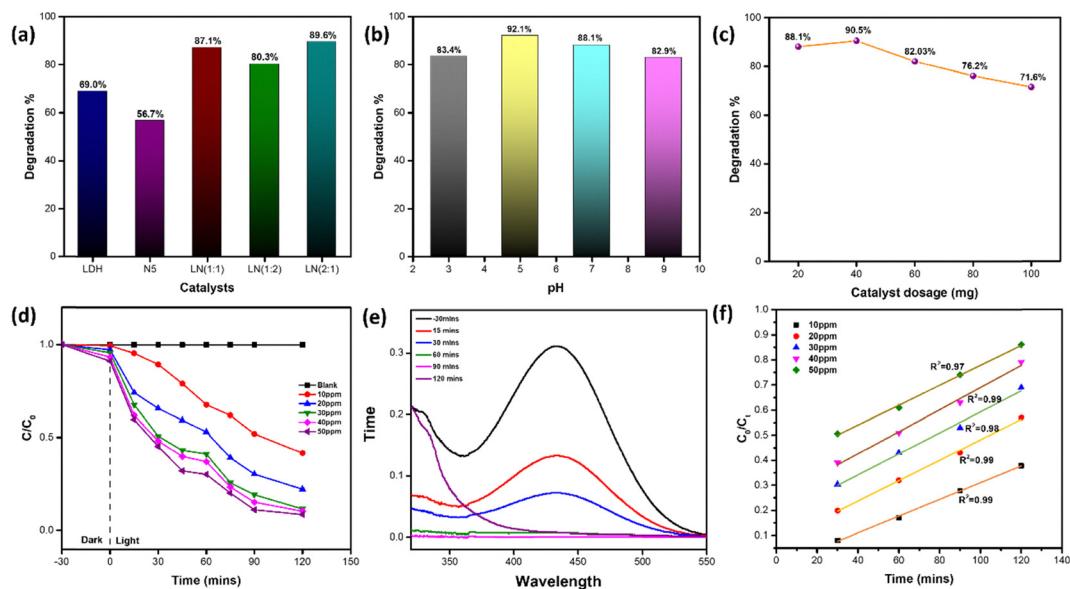 (a)
100
80
60
40
20
0
Degradation %
69.0%
56.7%
87.1%
80.3%
89.6%
LDH N5 LN(1:1) LN(1:2) LN(2:1)
Catalysts
(b)
100
80
60
40
20
0
Degradation %
83.4%
92.1%
88.1%
82.9%
2 3 4 5 6 7 8 9 10
pH
(c)
100
80
60
40
20
0
Degradation %
88.1%
90.5%
82.03%
76.2%
71.6%
20 40 60 80 100
Catalyst dosage (mg)
(d)
1.0
0.5
0.0
C/C0
Blank
10ppm
20ppm
30ppm
40ppm
50ppm
Dark Light
-30 0 30 60 90 120
Time (mins)
(e)
-30mins
15 mins
30 mins
60 mins
90 mins
120 mins
0.3
0.2
0.1
0.0
Time
350 400 450 500 550
Wavelength
(f)
1.0
0.9
0.8
0.7
0.6
0.5
0.4
0.3
0.2
0.1
C0/Ct
10ppm
20ppm
30ppm
40ppm
50ppm
R²=0.97
R²=0.99
R²=0.98
R²=0.99
R²=0.99
0 20 40 60 80 100 120 140
Time (mins)